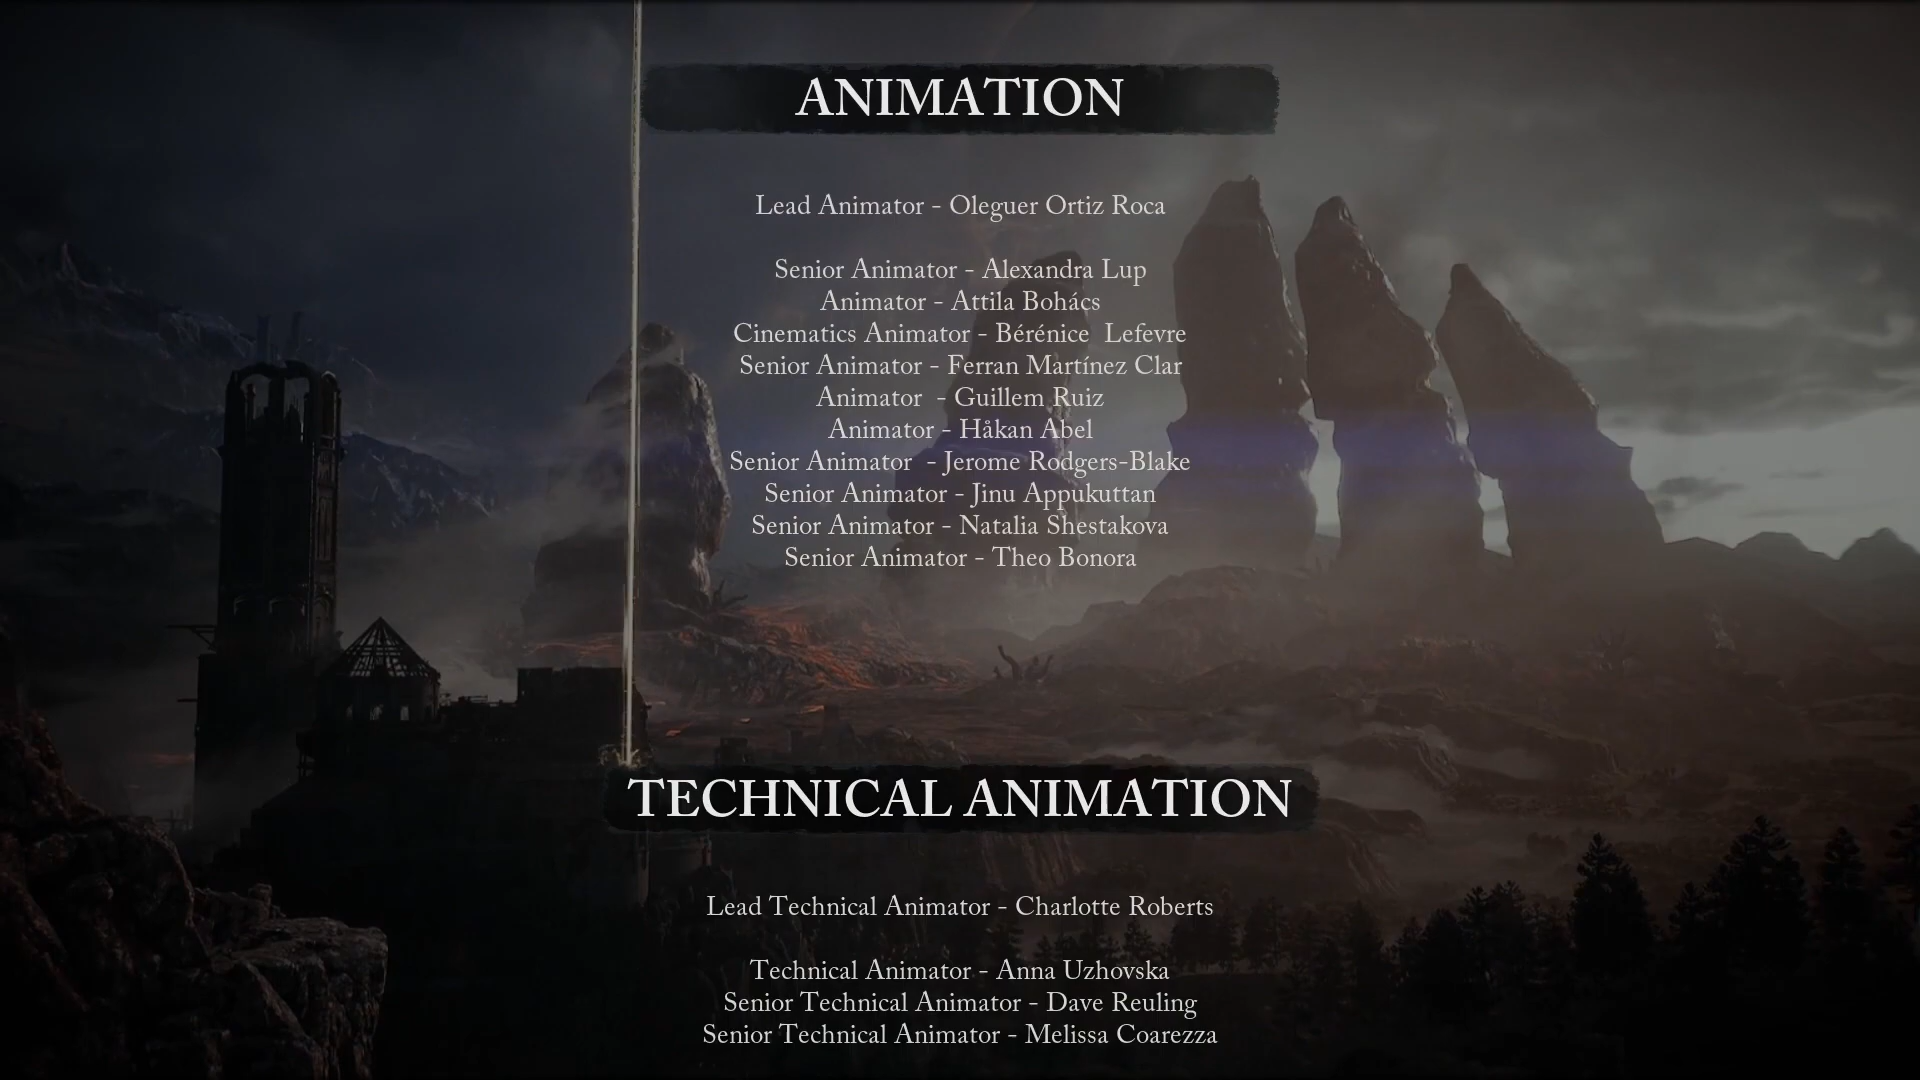 ANIMATION
Lead Animator - Oleguer Ortiz Roca
Senior Animator - Alexandra Lup
Animator - Attila Bohács
Cinematics Animator - Bérénice  Lefevre
Senior Animator - Ferran Martínez Clar
Animator  - Guillem Ruiz
Animator - Håkan Abel
Senior Animator  - Jerome Rodgers-Blake
Senior Animator - Jinu Appukuttan
Senior Animator - Natalia Shestakova
Senior Animator - Theo Bonora
TECHNICAL ANIMATION
Lead Technical Animator - Charlotte Roberts
Technical Animator - Anna Uzhovska
Senior Technical Animator - Dave Reuling
Senior Technical Animator - Melissa Coarezza